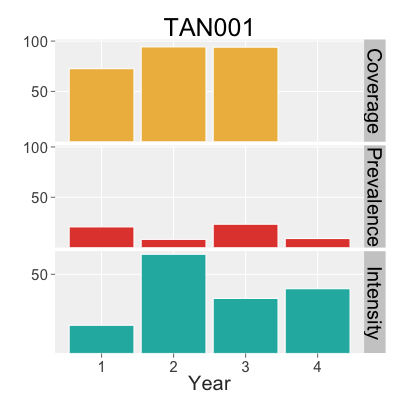 TAN001
100
50
Coverage
100
50
Prevalence
50
Intensity
1 2 3 4
Year